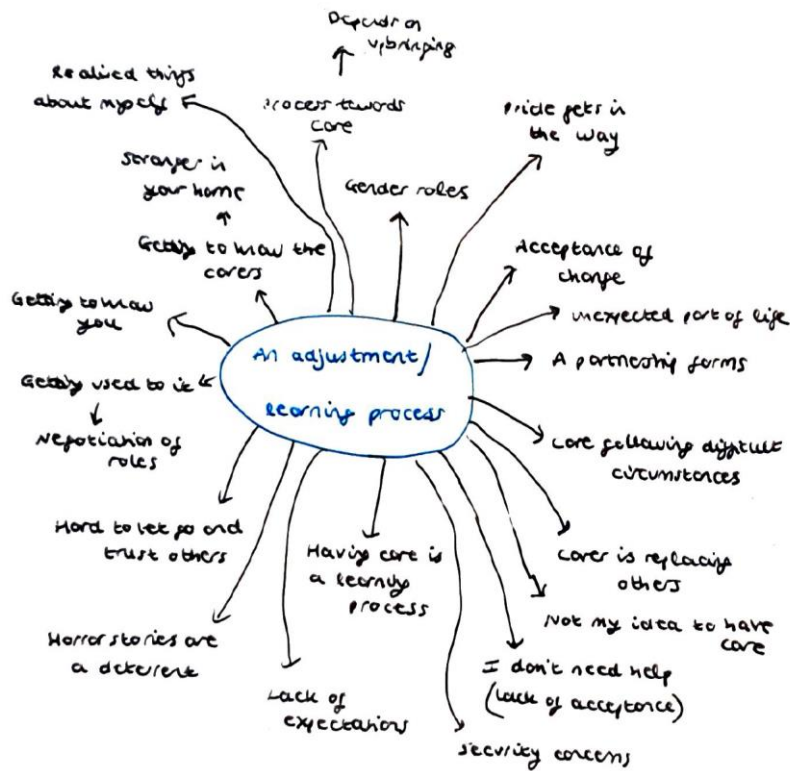 Depends on
upbringing
Realised things
about myself
Process towards
care
Pride gets in
the way
Stranger in
your home
Gender roles
Getting to know the
carers
Acceptance of
change
Getting to know
you
unexpected part of life
An adjustment/
learning process
A partnership forms
Getting used to it
Negotiation of
roles
Care following difficult
circumstances
Hard to let go and
trust others
Having care is
a learning
process
Carer is replacing
others
Not my idea to have
care
Horror stories are
a deterent
I don't need help
(Lack of acceptance)
Lack of
expectations
Security concerns